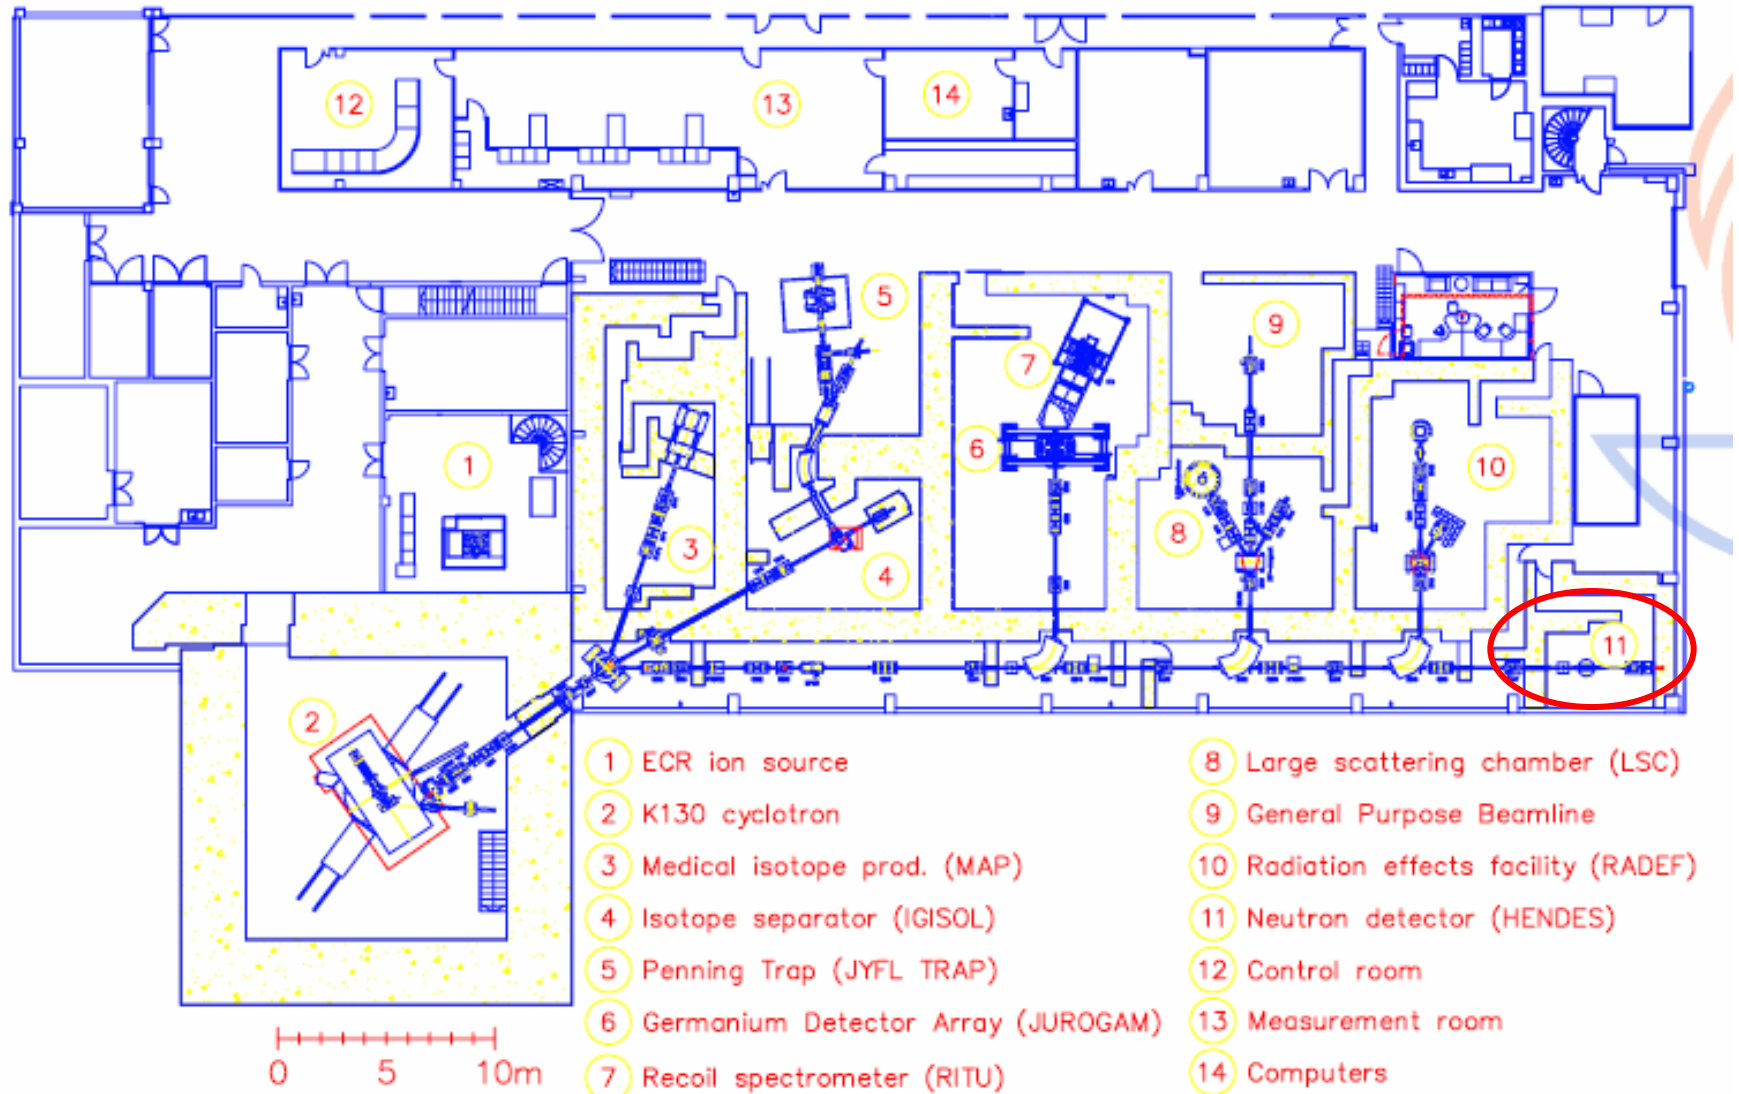 12
13
14
5
9
7
6
1
10
8
3
4
11
2
1 ECR ion source
2 K130 cyclotron
3 Medical isotope prod. (MAP)
4 Isotope separator (IGISOL)
5 Penning Trap (JYFL TRAP)
6 Germanium Detector Array (JUROGAM)
7 Recoil spectrometer (RITU)
8 Large scattering chamber (LSC)
9 General Purpose Beamline
10 Radiation effects facility (RADEF)
11 Neutron detector (HENDES)
12 Control room
13 Measurement room
14 Computers
0 5 10m